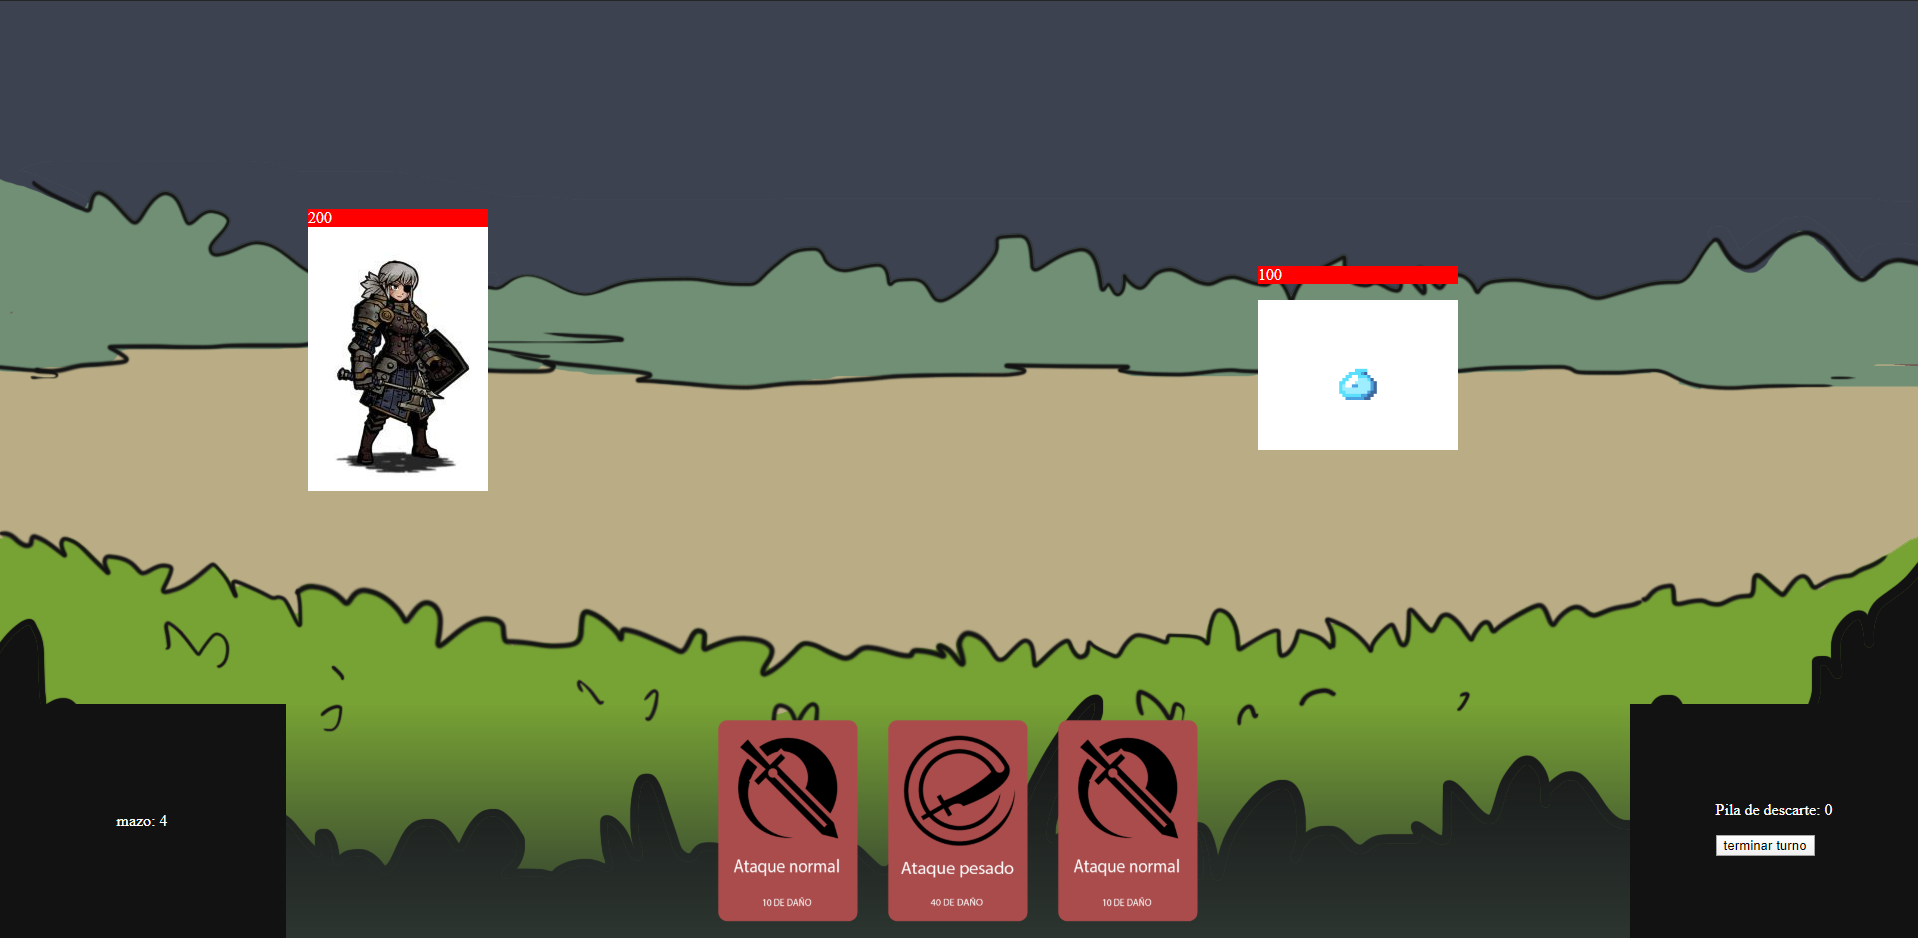 200
100
Ataque normal
10 DE DAÑO
Ataque pesado
40 DE DAÑO
Ataque normal
10 DE DAÑO
mazo: 4
Pila de descarte: 0
terminar turno